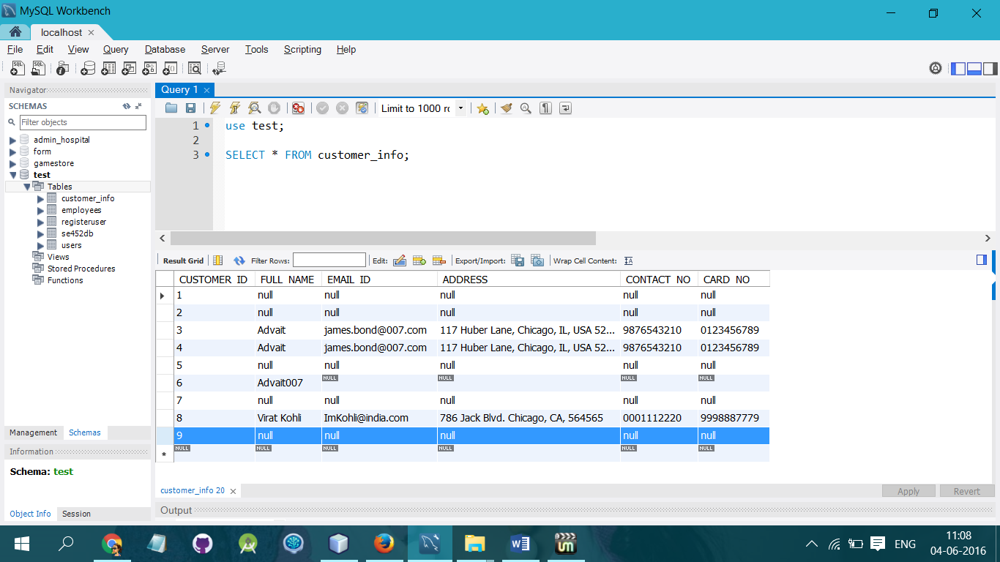 MySQL Workbench
localhost
File Edit View Query Database Server Tools Scripting Help
Navigator
SCHEMAS
Filter objects
admin_hospital
form
gamestore
test
Tables
customer_info
employees
registeruser
se452db
users
Views
Stored Procedures
Functions
Management Schemas
Information
Schema: test
Object Info Session
Query 1
Limit to 1000 rc
1 use test;
2
3 SELECT * FROM customer_info;
Result Grid Filter Rows: Edit: Export/Import: Wrap Cell Content:
CUSTOMER_ID FULL_NAME EMAIL_ID ADDRESS CONTACT_NO CARD_NO
1 null null null null null
2 null null null null null
3 Advait james.bond@007.com 117 Huber Lane, Chicago, IL, USA 52... 9876543210 0123456789
4 Advait james.bond@007.com 117 Huber Lane, Chicago, IL, USA 52... 9876543210 0123456789
5 null null null null null
6 Advait007 NULL NULL NULL NULL
7 null null null null null
8 Virat Kohli ImKohli@india.com 786 Jack Blvd. Chicago, CA, 564565 0001112220 9998887779
9 null null null null null
NULL NULL NULL NULL NULL NULL
customer_info 20
Apply Revert
Output
ENG
11:08
04-06-2016